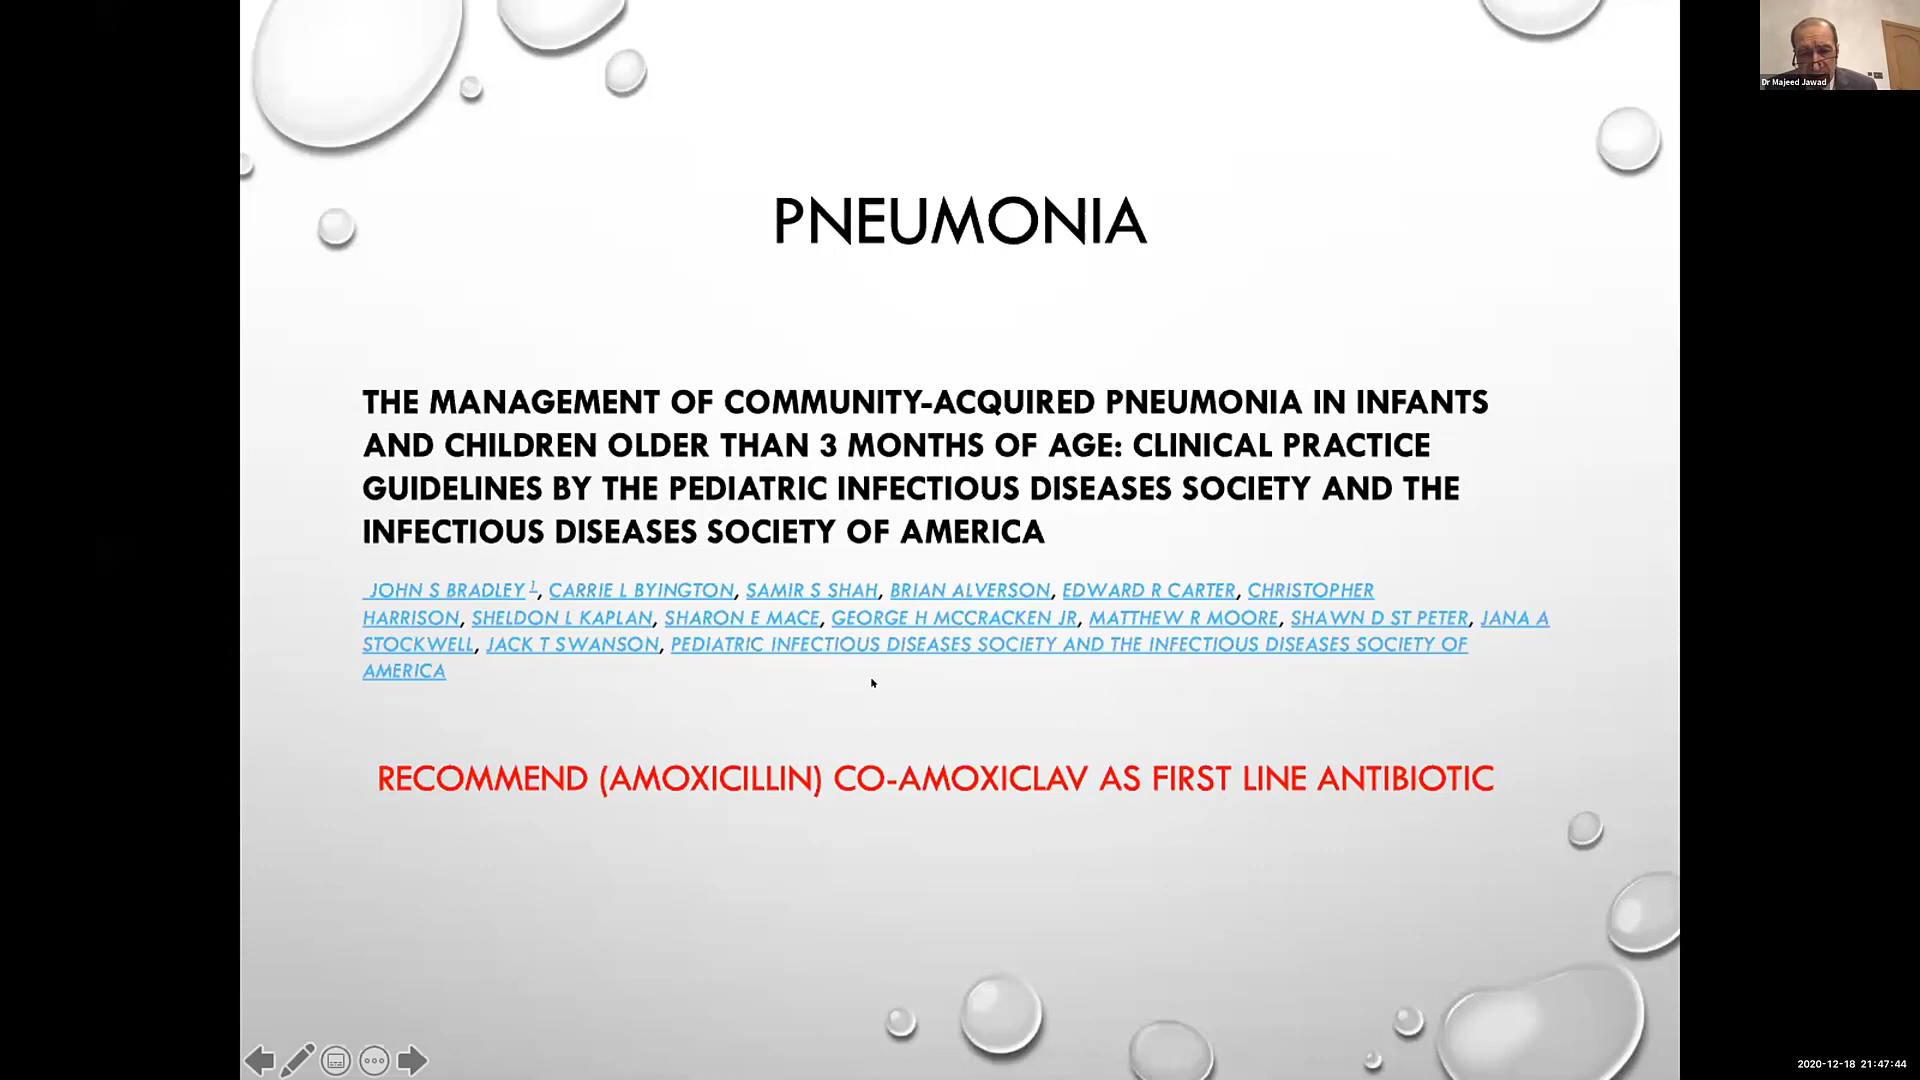 Dr Majeed Jawad
PNEUMONIA
THE MANAGEMENT OF COMMUNITY-ACQUIRED PNEUMONIA IN INFANTS
AND CHILDREN OLDER THAN 3 MONTHS OF AGE: CLINICAL PRACTICE
GUIDELINES BY THE PEDIATRIC INFECTIOUS DISEASES SOCIETY AND THE
INFECTIOUS DISEASES SOCIETY OF AMERICA
JOHN S BRADLEY 1, CARRIE L BYINGTON, SAMIR S SHAH, BRIAN ALVERSON, EDWARD R CARTER, CHRISTOPHER
HARRISON, SHELDON L KAPLAN, SHARON E MACE, GEORGE H MCCRACKEN JR, MATTHEW R MOORE, SHAWN D ST PETER, JANA A
STOCKWELL, JACK T SWANSON, PEDIATRIC INFECTIOUS DISEASES SOCIETY AND THE INFECTIOUS DISEASES SOCIETY OF
AMERICA
RECOMMEND (AMOXICILLIN) CO-AMOXICLAV AS FIRST LINE ANTIBIOTIC
2020-12-18 21:47:44